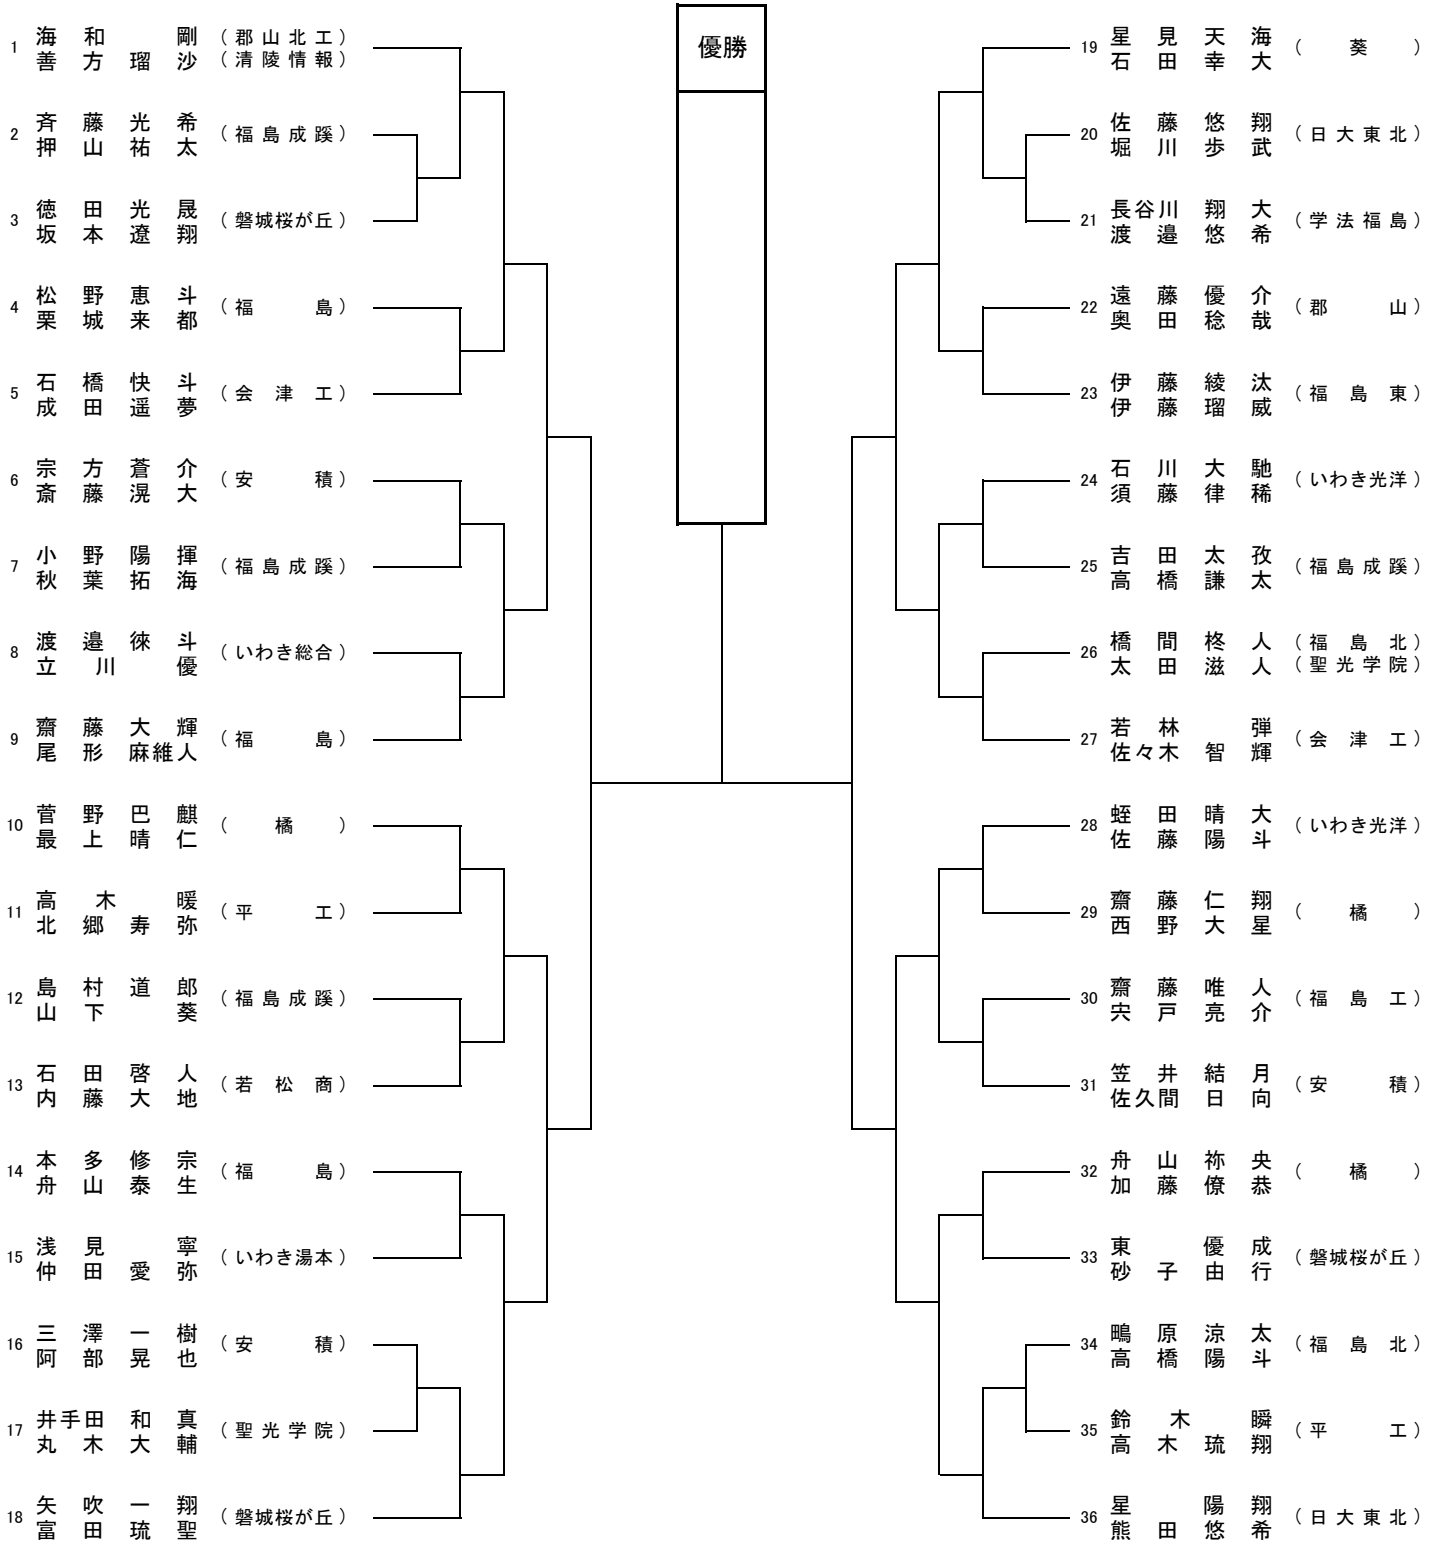 優勝
1 海和 剛 (郡山北工)
善方瑠沙 (清陵情報)
2 斉藤光希 (福島成蹊)
押山祐太
3 徳田光晟 (磐城桜が丘)
坂本遼翔
4 松野恵斗 (福島)
栗城来都
5 石橋快斗 (会津工)
成田遥夢
6 宗方蒼介 (安積)
斎藤滉大
7 小野陽揮 (福島成蹊)
秋葉拓海
8 渡邉徠斗 (いわき総合)
立川 優
9 齋藤大輝 (福島)
尾形麻維人
10 菅野巴麒 (橘)
最上晴仁
11 高木 暖 (平工)
北郷寿弥
12 島村道郎 (福島成蹊)
山下 葵
13 石田啓人 (若松商)
内藤大地
14 本多修宗 (福島)
舟山泰生
15 浅見 寧 (いわき湯本)
仲田愛弥
16 三澤一樹 (安積)
阿部晃也
17 井手田和真 (聖光学院)
丸木大輔
18 矢吹一翔 (磐城桜が丘)
富田琉聖
19 星見天海 (葵)
石田幸大
20 佐藤悠翔 (日大東北)
堀川歩武
21 長谷川翔大 (学法福島)
渡邉悠希
22 遠藤優介 (郡山)
奥田稔哉
23 伊藤綾汰 (福島東)
伊藤瑠威
24 石川大馳 (いわき光洋)
須藤律稀
25 吉田太孜 (福島成蹊)
高橋謙太
26 橋間柊人 (福島北)
太田滋人 (聖光学院)
27 若林 弾 (会津工)
佐々木智輝
28 蛭田晴大 (いわき光洋)
佐藤陽斗
29 齋藤仁翔 (橘)
西野大星
30 齋藤唯人 (福島工)
宍戸亮介
31 笠井結月 (安積)
佐久間日向
32 舟山祢央 (橘)
加藤僚恭
33 東 優成 (磐城桜が丘)
砂子由行
34 鴫原涼太 (福島北)
高橋陽斗
35 鈴木 瞬 (平工)
高木琉翔
36 星 陽翔 (日大東北)
熊田悠希